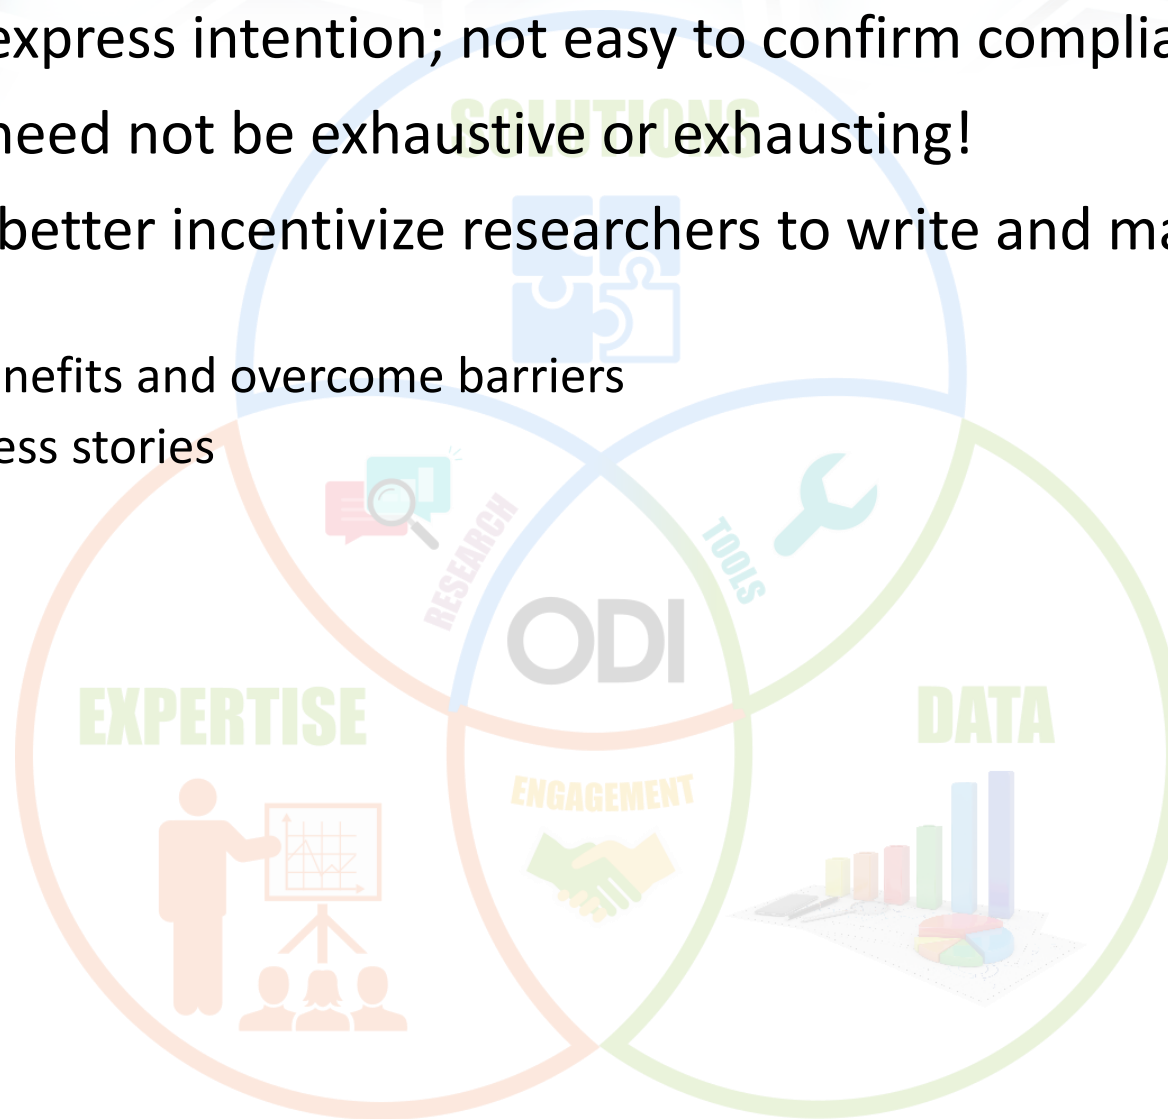 express intention; not easy to confirm complia
SOLUTIONS
need not be exhaustive or exhausting!
better incentivize researchers to write and ma
nefits and overcome barriers
ess stories
RESEARCH
TOOLS
ODI
EXPERTISE
DATA
ENGAGEMENT